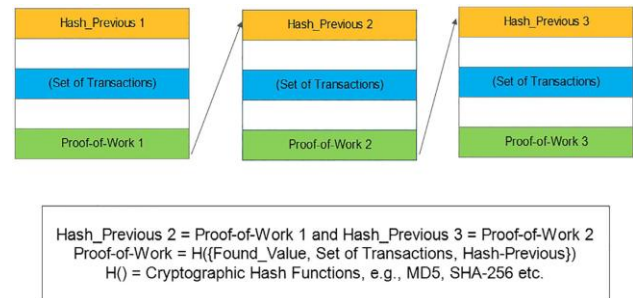 Hash_Previous 1
(Set of Transactions)
Proof-of-Work 1
Hash_Previous 2
(Set of Transactions)
Proof-of-Work 2
Hash_Previous 3
(Set of Transactions)
Proof-of-Work 3
Hash_Previous 2 = Proof-of-Work 1 and Hash_Previous 3 = Proof-of-Work 2
Proof-of-Work = H({Found_Value, Set of Transactions, Hash-Previous})
H() = Cryptographic Hash Functions, e.g., MD5, SHA-256 etc.